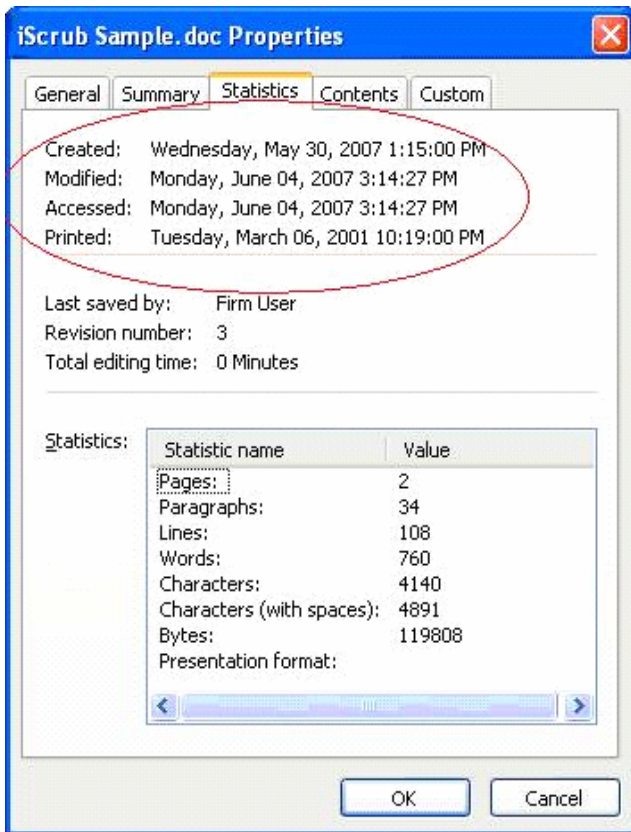 iScrub Sample.doc Properties
General Summary Statistics Contents Custom
Created: Wednesday, May 30, 2007 1:15:00 PM
Modified: Monday, June 04, 2007 3:14:27 PM
Accessed: Monday, June 04, 2007 3:14:27 PM
Printed: Tuesday, March 06, 2001 10:19:00 PM
Last saved by: Firm User
Revision number: 3
Total editing time: 0 Minutes
Statistics:
Statistic name Value
Pages: 2
Paragraphs: 34
Lines: 108
Words: 760
Characters: 4140
Characters (with spaces): 4891
Bytes: 119808
Presentation format:
OK Cancel